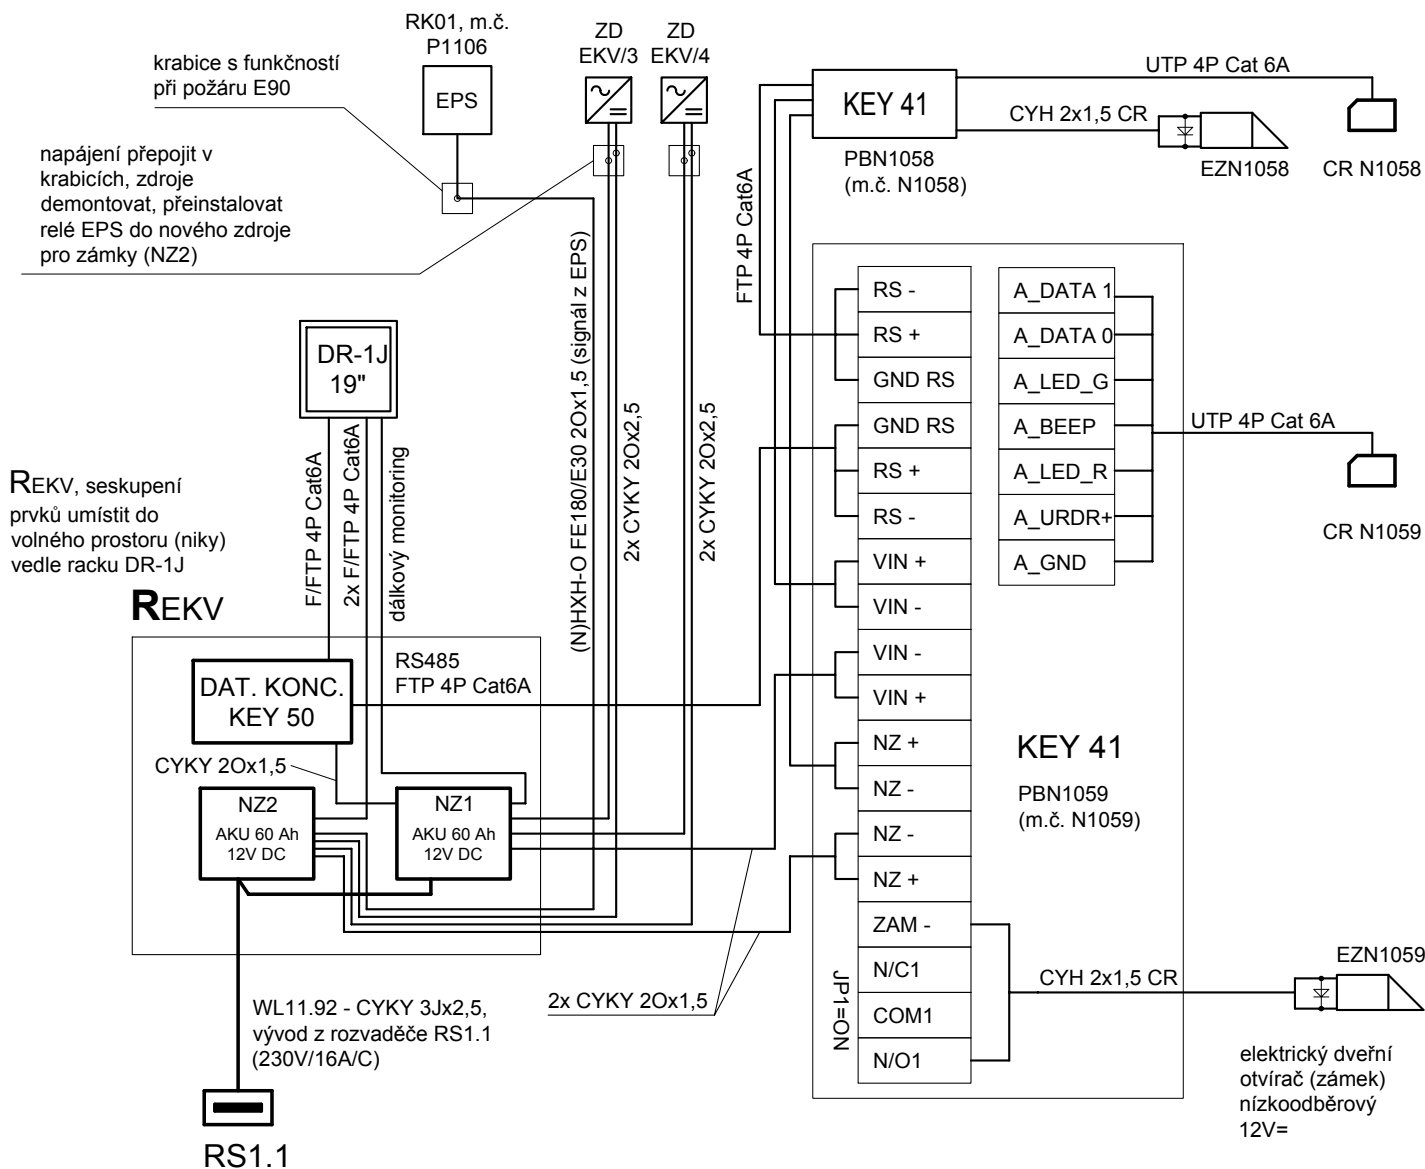 RK01, m.č.
P1106
EPS
ZD
EKV/3
ZD
EKV/4
krabice s funkčností
při požáru E90
napájení přepojit v
krabicích, zdroje
demontovat, přeinstalovat
relé EPS do nového zdroje
pro zámky (NZ2)
KEY 41
PBN1058
(m.č. N1058)
UTP 4P Cat 6A
CYH 2x1,5 CR
EZN1058
CR N1058
FTP 4P Cat6A
(N)HXH-O FE180/E30 2Ox1,5 (signál z EPS)
2x CYKY 2Ox2,5
2x CYKY 2Ox2,5
DR-1J
19"
F/FTP 4P Cat6A
2x F/FTP 4P Cat6A
dálkový monitoring
REKV, seskupení
prvků umístit do
volného prostoru (niky)
vedle racku DR-1J
REKV
DAT. KONC.
KEY 50
RS485
FTP 4P Cat6A
CYKY 2Ox1,5
NZ2
AKU 60 Ah
12V DC
NZ1
AKU 60 Ah
12V DC
WL11.92 - CYKY 3Jx2,5,
vývod z rozvaděče RS1.1
(230V/16A/C)
RS1.1
2x CYKY 2Ox1,5
RS -
RS +
GND RS
GND RS
RS +
RS -
VIN +
VIN -
VIN -
VIN +
NZ +
NZ -
NZ -
NZ +
ZAM -
N/C1
COM1
N/O1
JP1=ON
A_DATA 1
A_DATA 0
A_LED_G
A_BEEP
A_LED_R
A_URDR+
A_GND
KEY 41
PBN1059
(m.č. N1059)
UTP 4P Cat 6A
CR N1059
CYH 2x1,5 CR
EZN1059
elektrický dveřní
otvírač (zámek)
nízkoodběrový
12V=